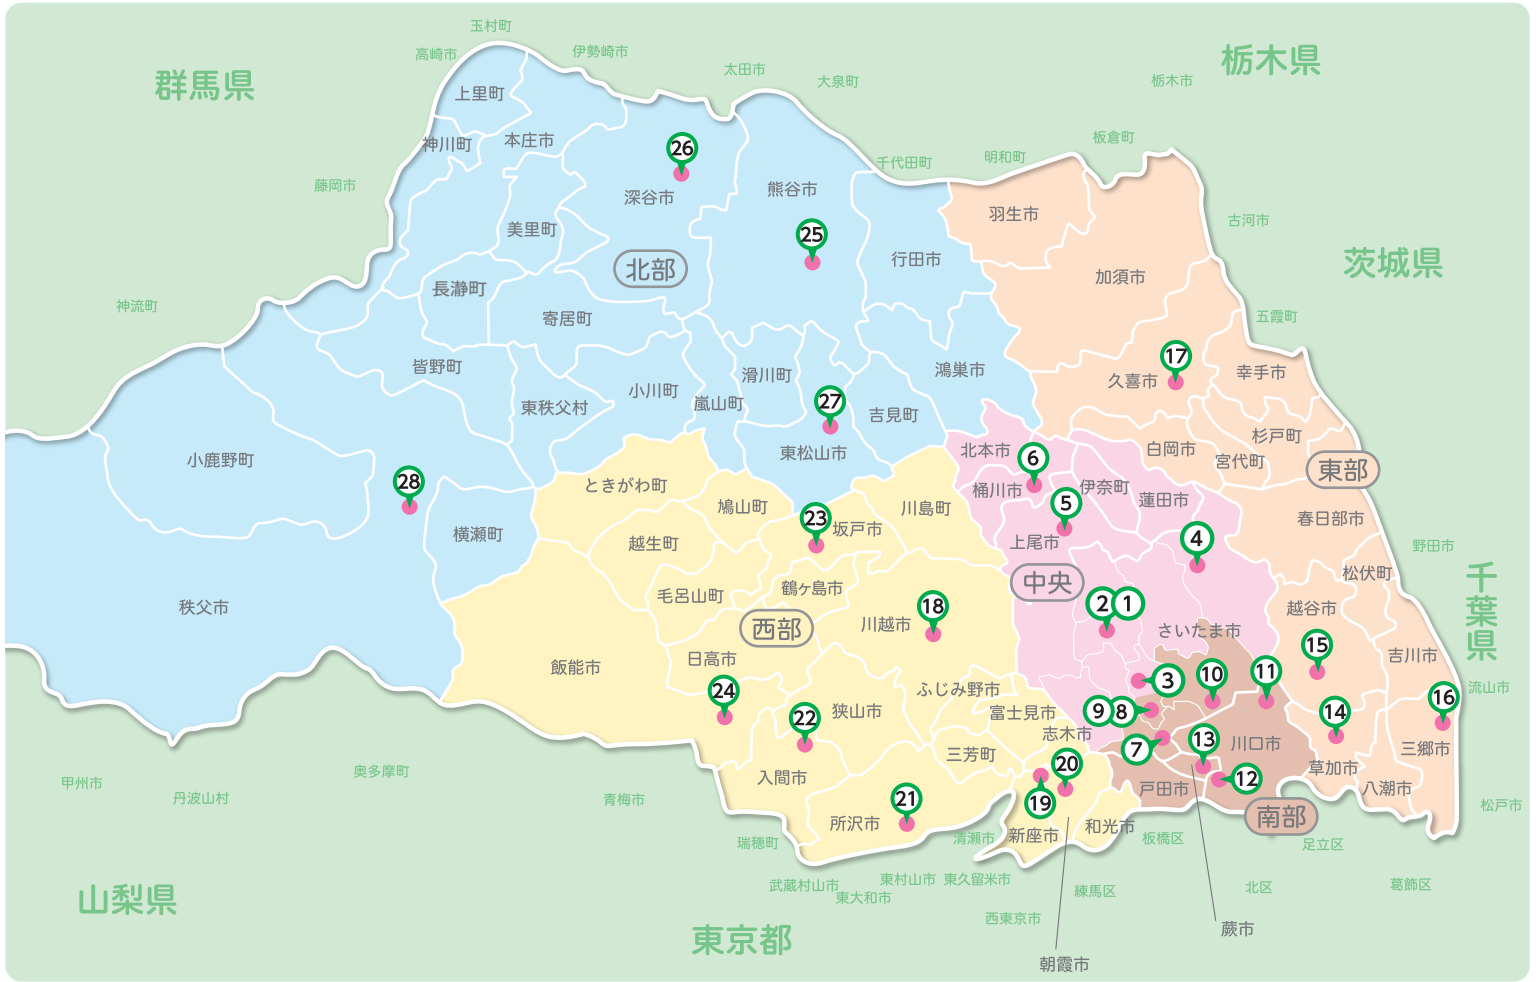 玉村町
高崎市
伊勢崎市
太田市
大泉町
栃木県
栃木市
群馬県
上里町
神川町
本庄市
26
深谷市
熊谷市
千代田町
明和町
板倉町
藤岡市
美里町
25
北部
行田市
羽生市
古河市
茨城県
加須市
長瀞町
神流町
寄居町
五霞町
皆野町
小川町
東秩父村
嵐山町
滑川町
27
吉見町
鴻巣市
17
久喜市
幸手市
杉戸町
宮代町
白岡市
東部
小鹿野町
28
東松山市
北本市
6
桶川市
伊奈町
蓮田市
5
上尾市
4
春日部市
野田市
ときがわ町
鳩山町
23
坂戸市
川島町
横瀬町
越生町
中央
松伏町
千葉県
秩父市
毛呂山町
鶴ヶ島市
18
川越市
2
1
さいたま市
越谷市
西部
日高市
飯能市
15
吉川市
24
ふじみ野市
3
10
11
流山市
16
22
狭山市
富士見市
9
8
14
志木市
7
13
川口市
三郷市
三芳町
20
草加市
入間市
戸田市
12
八潮市
甲州市
奥多摩町
丹波山村
青梅市
21
所沢市
19
南部
松戸市
新座市
和光市
瑞穂町
清瀬市
板橋区
足立区
武蔵村山市
東大和市
東村山市
東久留米市
練馬区
北区
葛飾区
山梨県
西東京市
蕨市
東京都
朝霞市